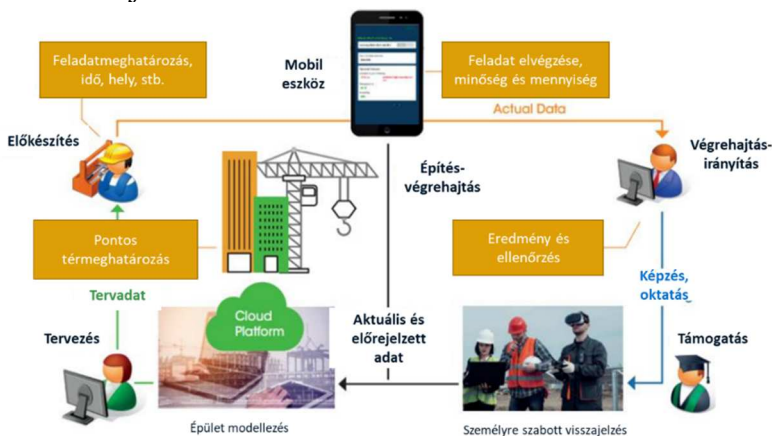 Feladatmeghatározás,
idő, hely, stb.
Mobil
eszköz
Feladat elvégzése,
minőség és mennyiség
Actual Data
Előkészítés
Építés-
végrehajtás
Végrehajtás-
irányítás
Pontos
térmeghatározás
Eredmény és
ellenőrzés
Képzés,
oktatás
Tervadat
Cloud
Platform
Tervezés
Aktuális és
előrejelzett
adat
Támogatás
Épület modellezés
Személyre szabott visszajelzés